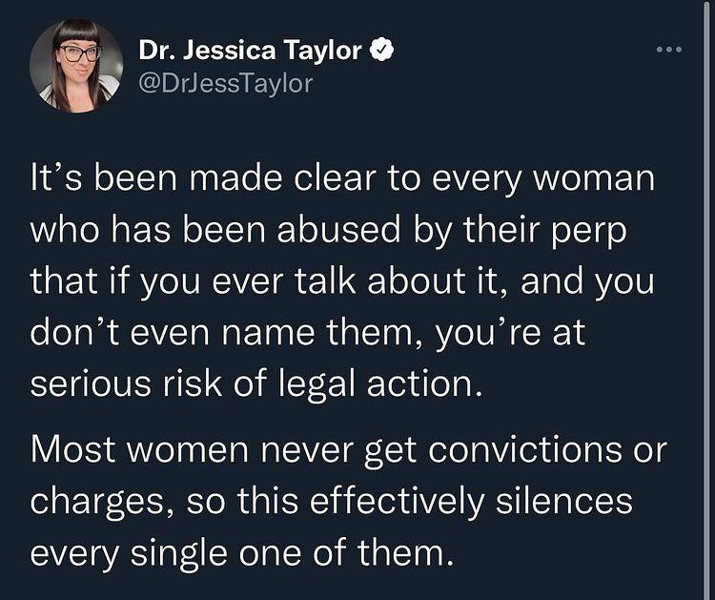 Dr. Jessica Taylor
@DrJessTaylor
It’s been made clear to every woman
who has been abused by their perp
that if you ever talk about it, and you
don’t even name them, you’re at
serious risk of legal action.
Most women never get convictions or
charges, so this effectively silences
every single one of them.